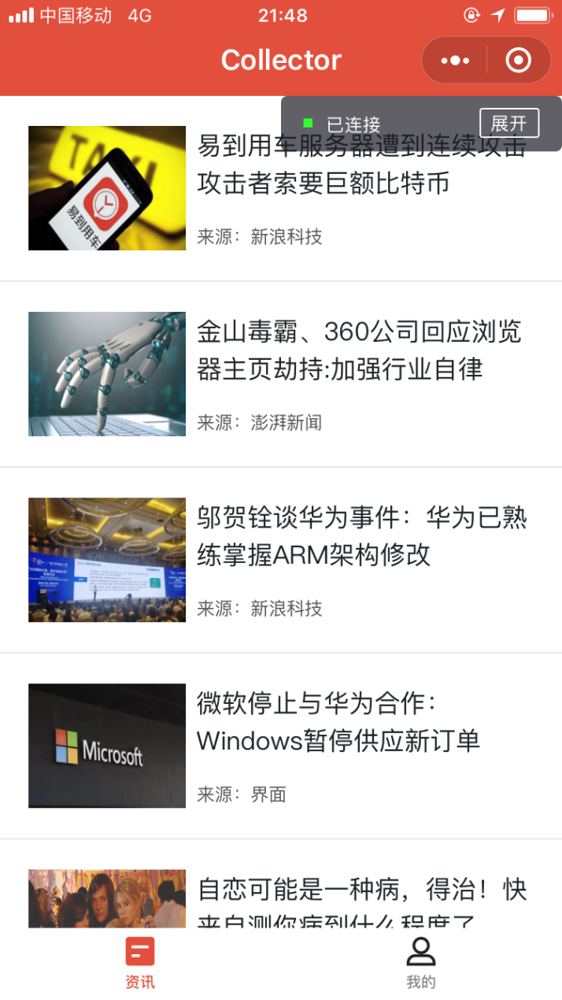 中国移动 4G 21:48
Collector
已连接 展开
TAXI
易到用车
易到用车服务器遭到连续攻击
攻击者索要巨额比特币
来源：新浪科技
金山毒霸、360公司回应浏览
器主页劫持:加强行业自律
来源：澎湃新闻
邬贺铨谈华为事件：华为已熟
练掌握ARM架构修改
来源：新浪科技
Microsoft
微软停止与华为合作：
Windows暂停供应新订单
来源：界面
自恋可能是一种病，得治！快
来自测你病到什么程度了
资讯 我的